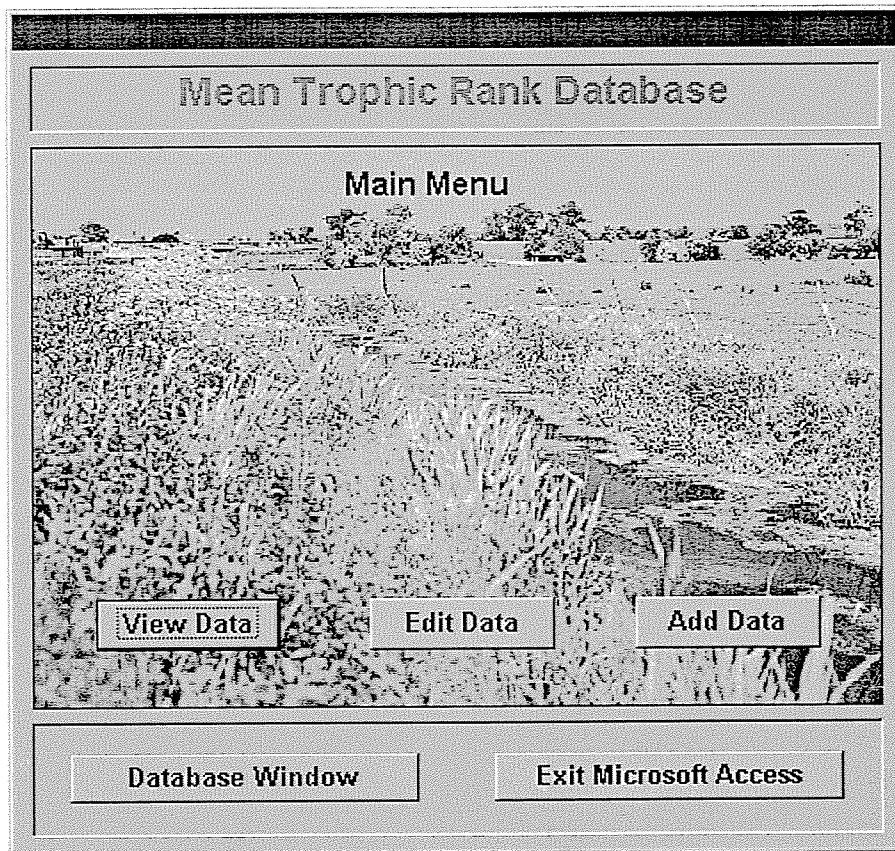 Mean Trophic Rank Database
Main Menu
View Data
Edit Data
Add Data
Database Window
Exit Microsoft Access